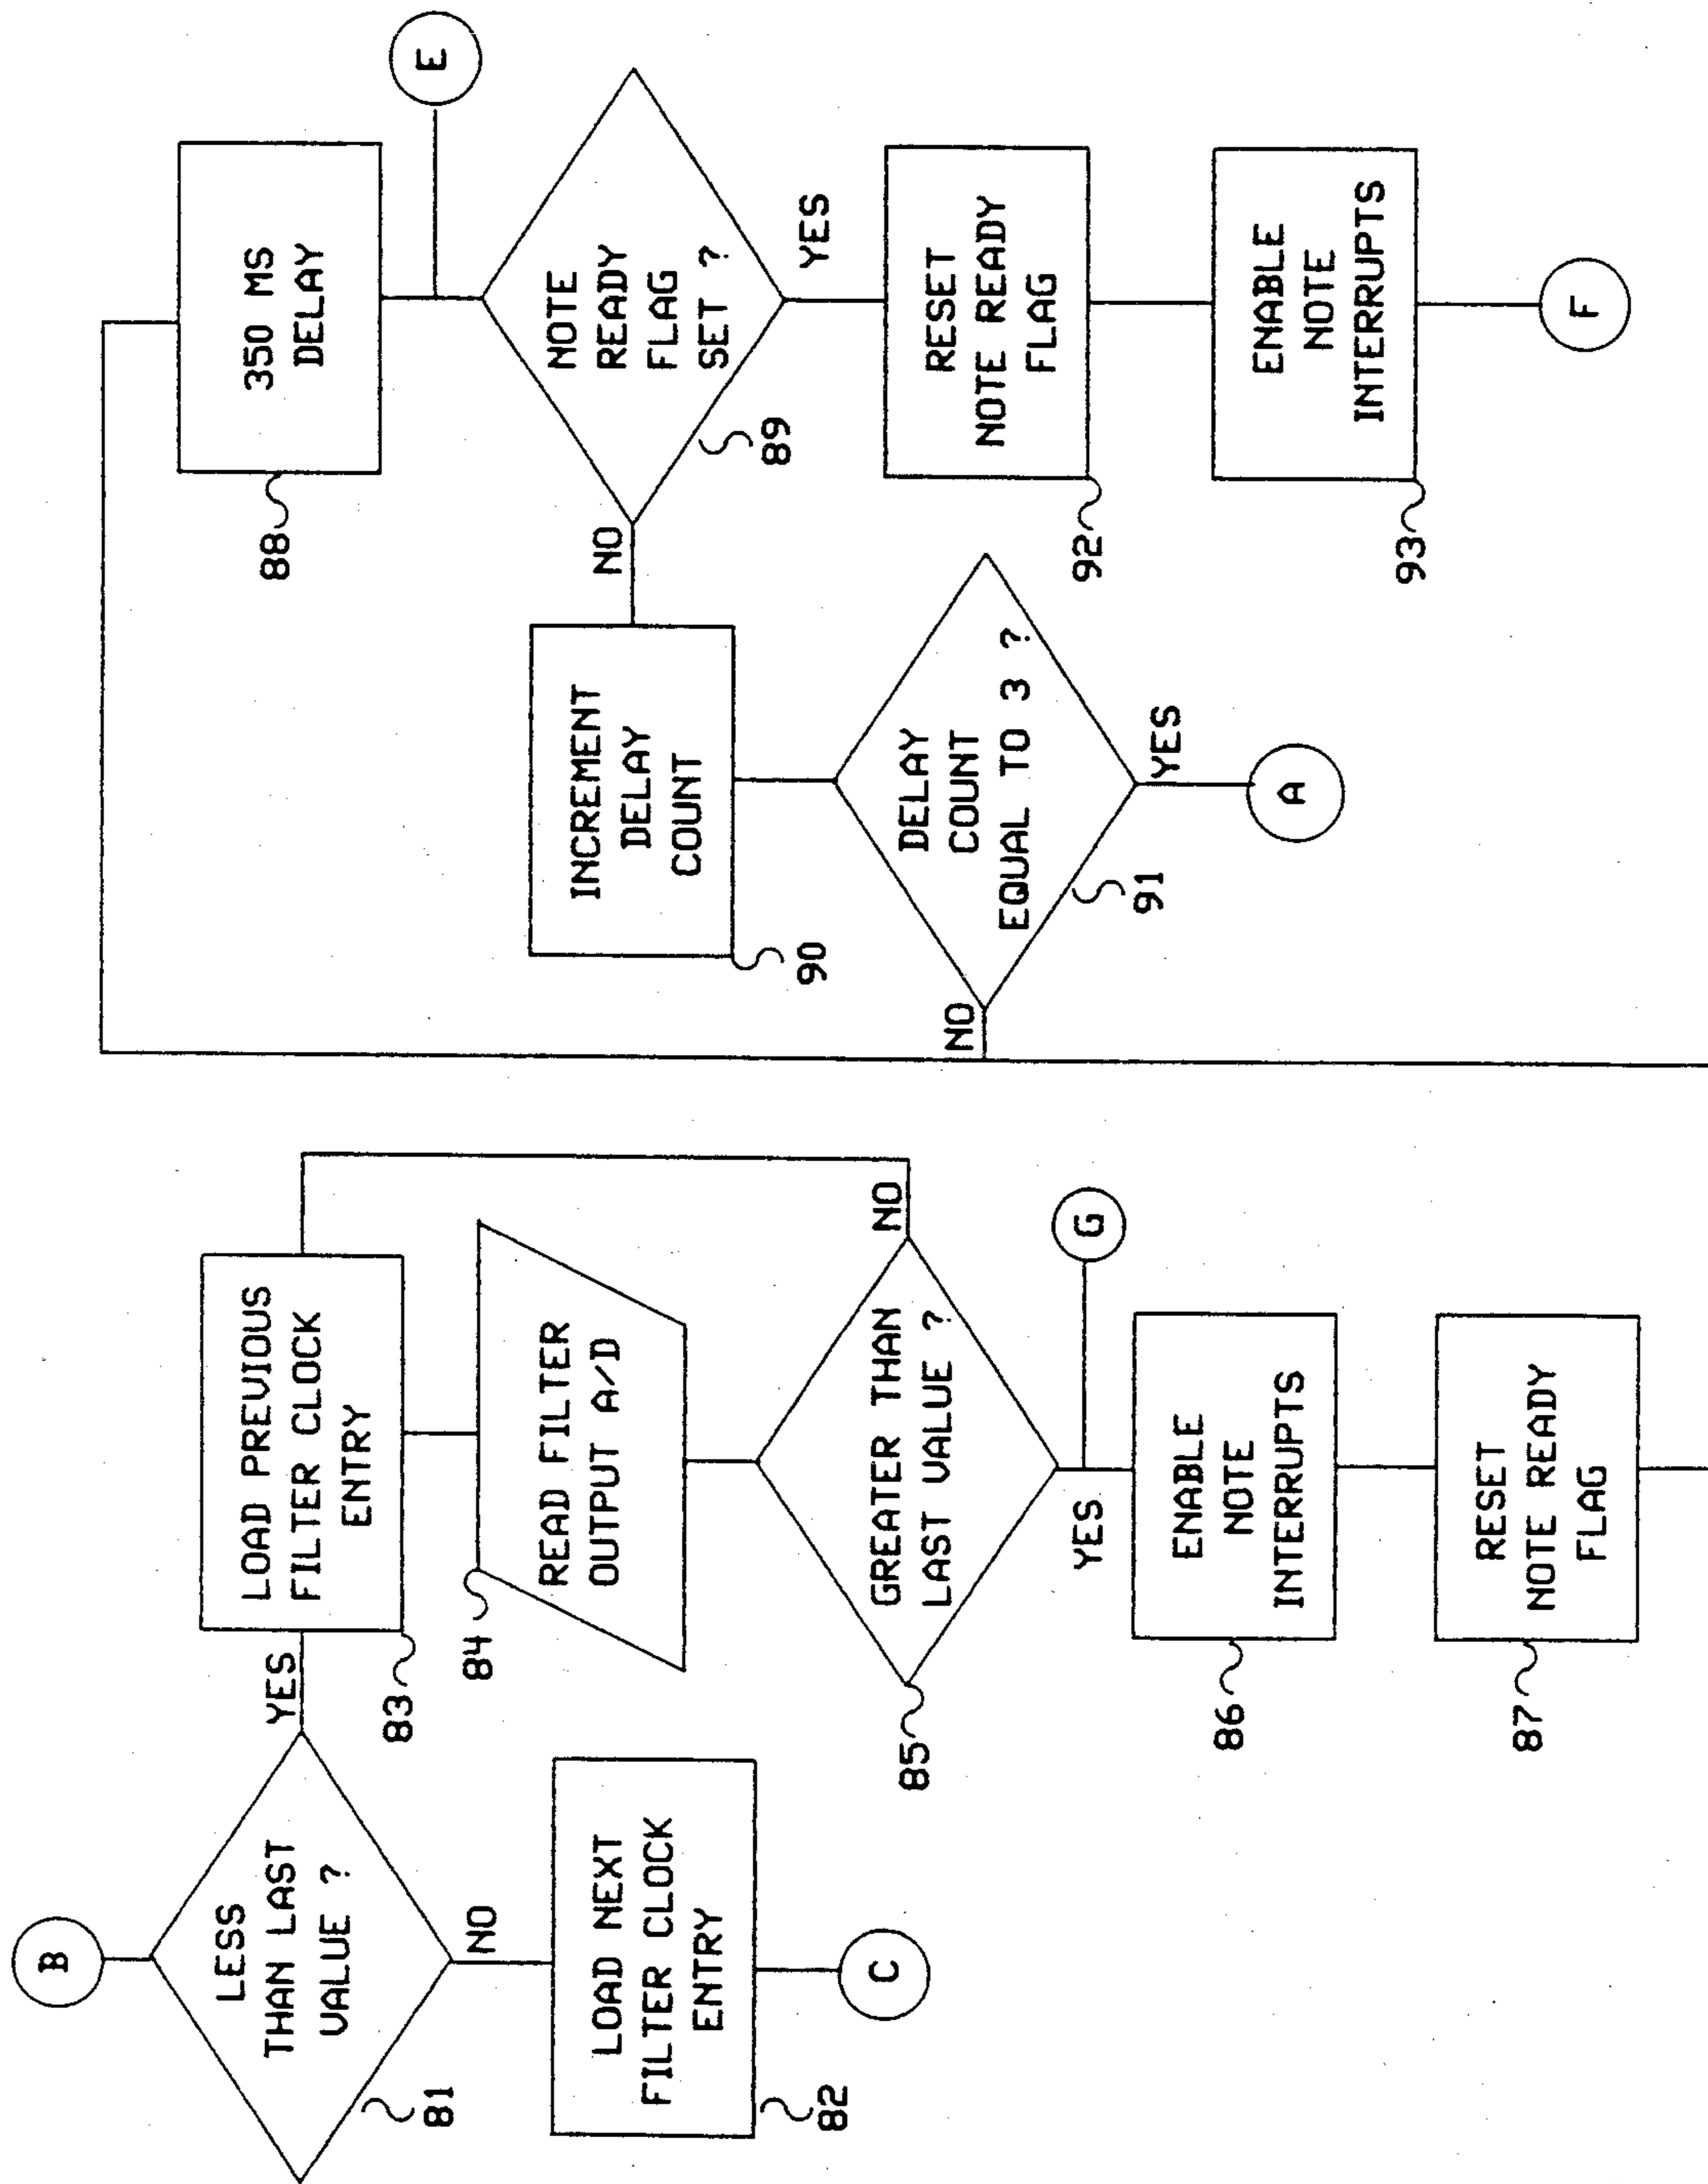 B
LESS
THAN LAST
VALUE ?
81
YES
NO
LOAD NEXT
FILTER CLOCK
ENTRY
82
C
LOAD PREVIOUS
FILTER CLOCK
ENTRY
83
READ FILTER
OUTPUT A/D
84
GREATER THAN
LAST VALUE ?
85
NO
YES
G
ENABLE
NOTE
INTERRUPTS
86
RESET
NOTE READY
FLAG
87
350 MS
DELAY
88
E
NOTE
READY
FLAG
SET ?
89
NO
YES
INCREMENT
DELAY
COUNT
90
DELAY
COUNT
EQUAL TO 3 ?
91
NO
YES
A
RESET
NOTE READY
FLAG
92
ENABLE
NOTE
INTERRUPTS
93
F